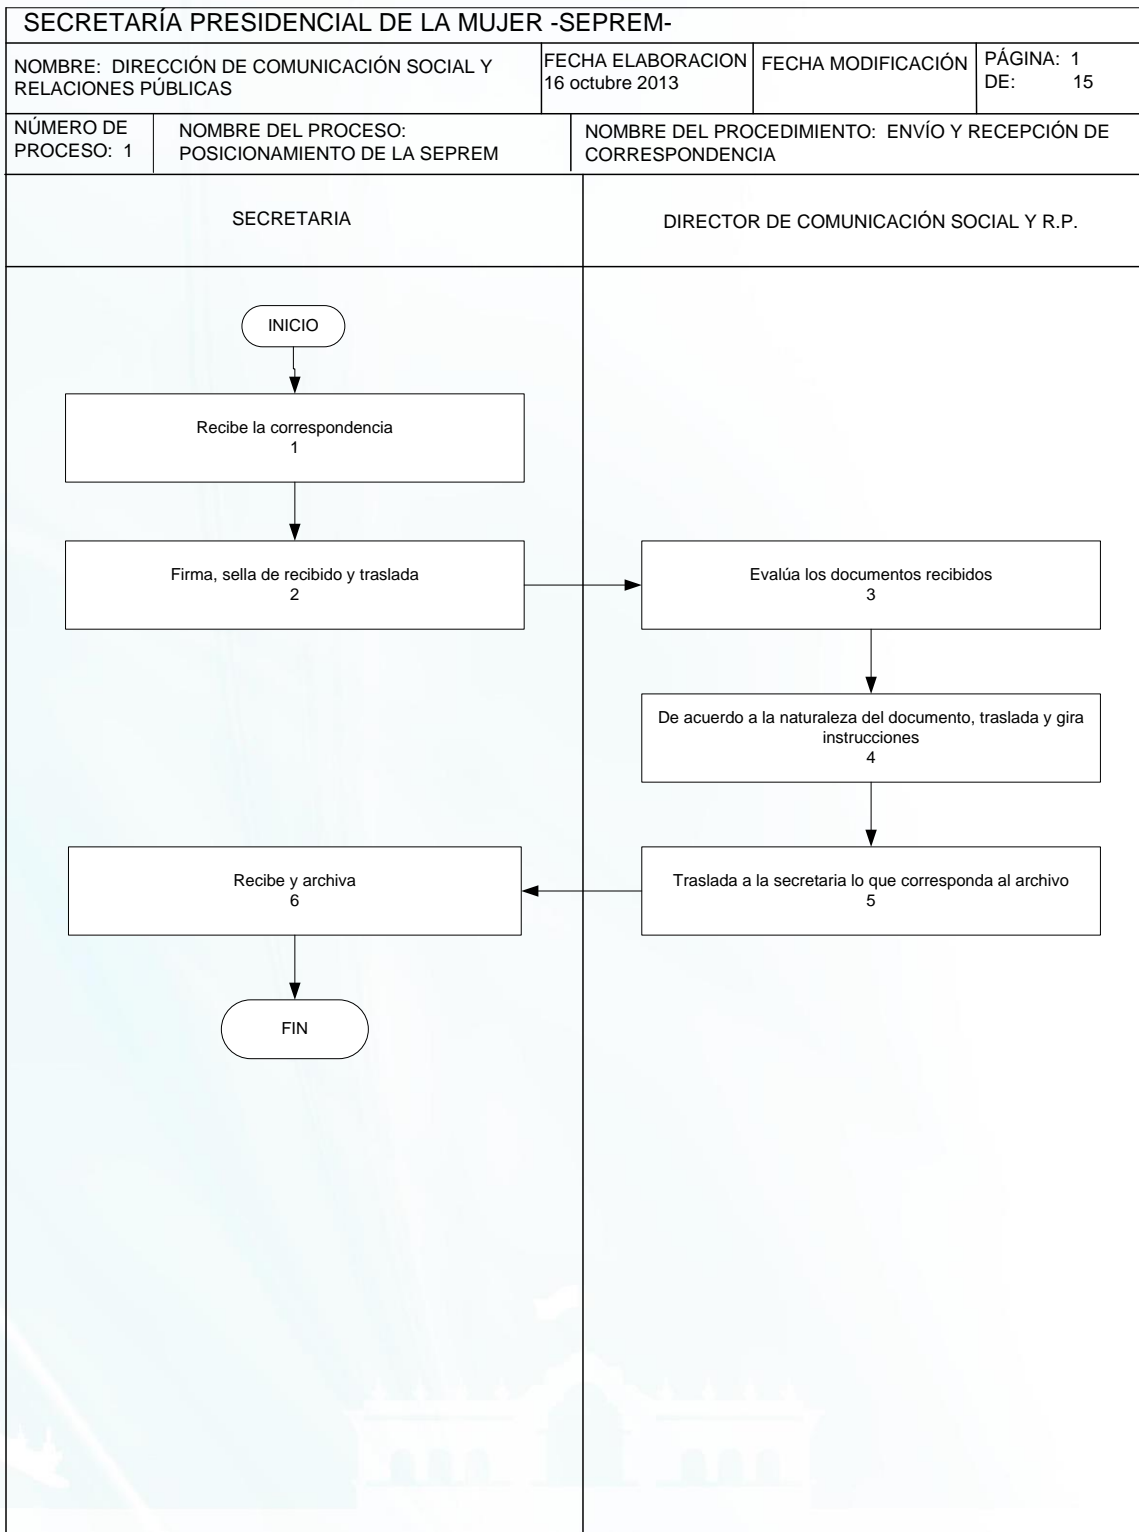 SECRETARÍA PRESIDENCIAL DE LA MUJER -SEPREM-
NOMBRE: DIRECCIÓN DE COMUNICACIÓN SOCIAL Y
RELACIONES PÚBLICAS
FECHA ELABORACION
16 octubre 2013
FECHA MODIFICACIÓN
PÁGINA: 1
DE: 15
NÚMERO DE
PROCESO: 1
NOMBRE DEL PROCESO:
POSICIONAMIENTO DE LA SEPREM
NOMBRE DEL PROCEDIMIENTO: ENVÍO Y RECEPCIÓN DE
CORRESPONDENCIA
SECRETARIA
DIRECTOR DE COMUNICACIÓN SOCIAL Y R.P.
INICIO
Recibe la correspondencia
1
Firma, sella de recibido y traslada
2
Evalúa los documentos recibidos
3
De acuerdo a la naturaleza del documento, traslada y gira
instrucciones
4
Traslada a la secretaria lo que corresponda al archivo
5
Recibe y archiva
6
FIN